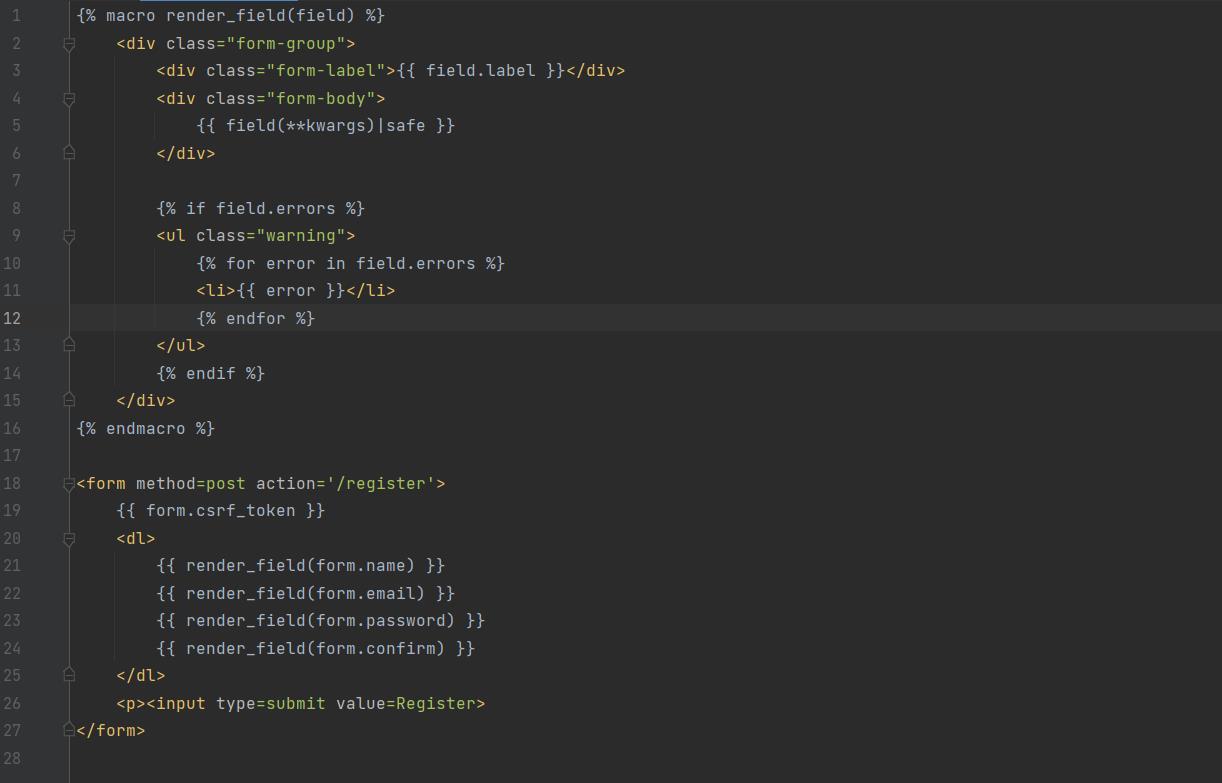 1 {% macro render_field(field) %}
2     <div class="form-group">
3         <div class="form-label">{{ field.label }}</div>
4         <div class="form-body">
5             {{ field(**kwargs)|safe }}
6         </div>
7
8         {% if field.errors %}
9         <ul class="warning">
10             {% for error in field.errors %}
11             <li>{{ error }}</li>
12             {% endfor %}
13         </ul>
14         {% endif %}
15     </div>
16 {% endmacro %}
17
18 <form method=post action='/register'>
19     {{ form.csrf_token }}
20     <dl>
21         {{ render_field(form.name) }}
22         {{ render_field(form.email) }}
23         {{ render_field(form.password) }}
24         {{ render_field(form.confirm) }}
25     </dl>
26     <p><input type=submit value=Register>
27 </form>
28